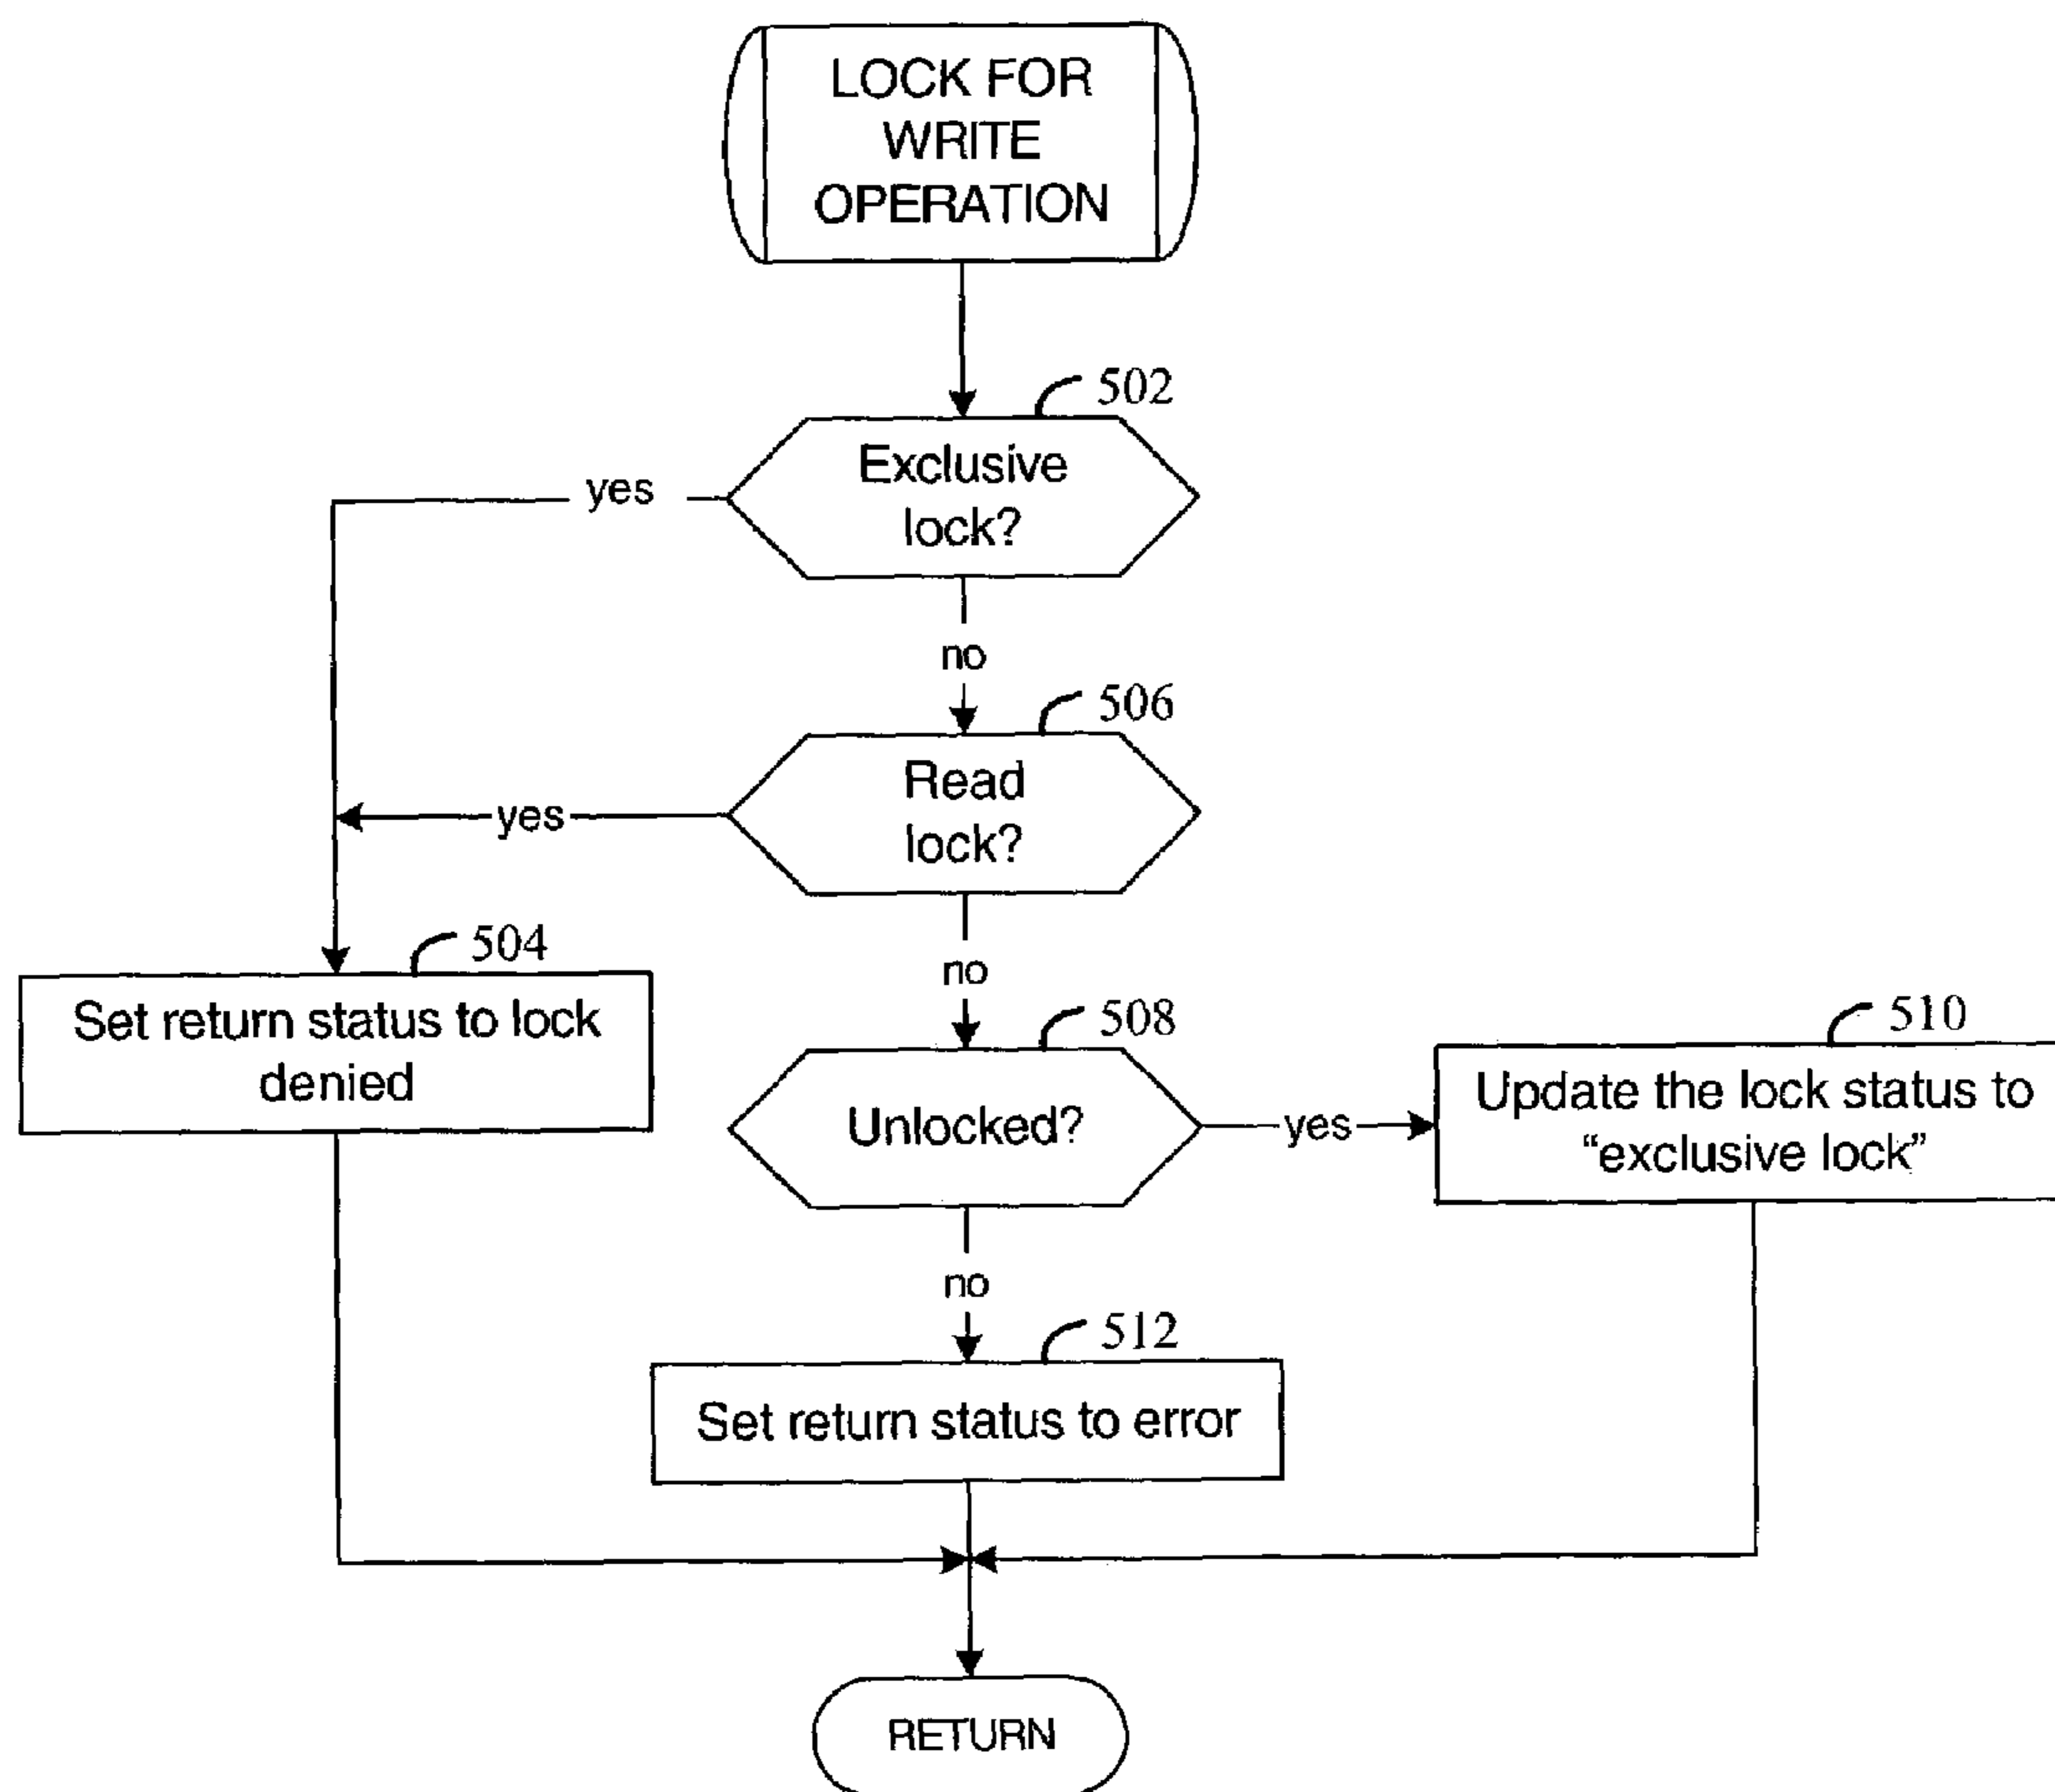 LOCK FOR
WRITE
OPERATION
502
Exclusive
lock?
yes
no
506
Read
lock?
yes
no
504
Set return status to lock
denied
508
Unlocked?
yes
510
Update the lock status to
“exclusive lock”
no
512
Set return status to error
RETURN